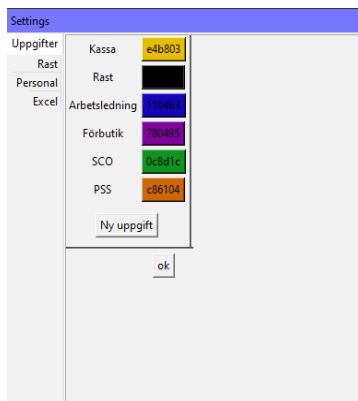 Settings
Uppgifter
Rast
Personal
Excel
Kassa e4b803
Rast
Arbetsledning 1104b3
Förbutik 780495
SCO 0c8d1c
PSS c86104
Ny uppgift
ok